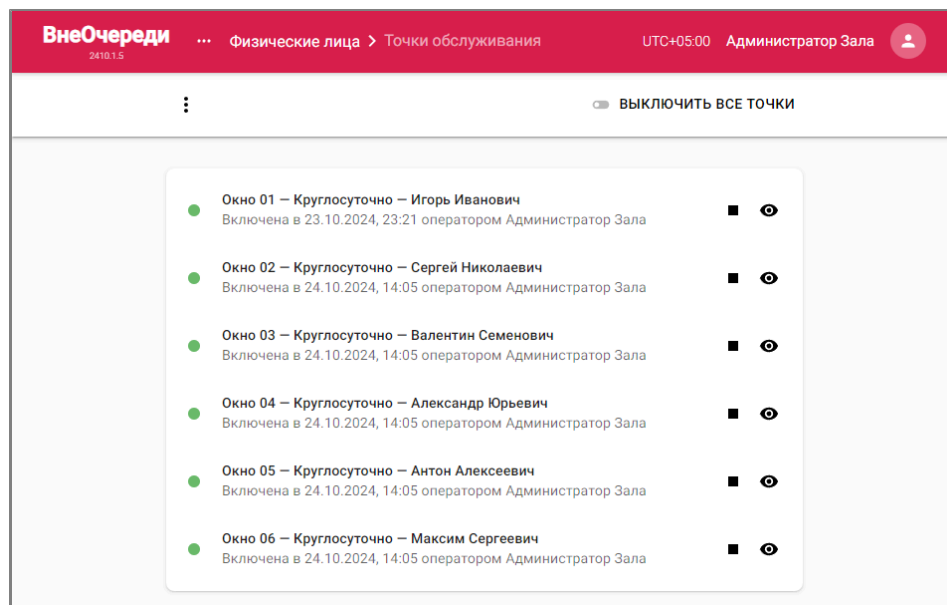 ВнеОчереди
2410.1.5
... Физические лица > Точки обслуживания
UTC+05:00 Администратор Зала
ВЫКЛЮЧИТЬ ВСЕ ТОЧКИ
Окно 01 — Круглосуточно — Игорь Иванович
Включена в 23.10.2024, 23:21 оператором Администратор Зала
Окно 02 — Круглосуточно — Сергей Николаевич
Включена в 24.10.2024, 14:05 оператором Администратор Зала
Окно 03 — Круглосуточно — Валентин Семенович
Включена в 24.10.2024, 14:05 оператором Администратор Зала
Окно 04 — Круглосуточно — Александр Юрьевич
Включена в 24.10.2024, 14:05 оператором Администратор Зала
Окно 05 — Круглосуточно — Антон Алексеевич
Включена в 24.10.2024, 14:05 оператором Администратор Зала
Окно 06 — Круглосуточно — Максим Сергеевич
Включена в 24.10.2024, 14:05 оператором Администратор Зала